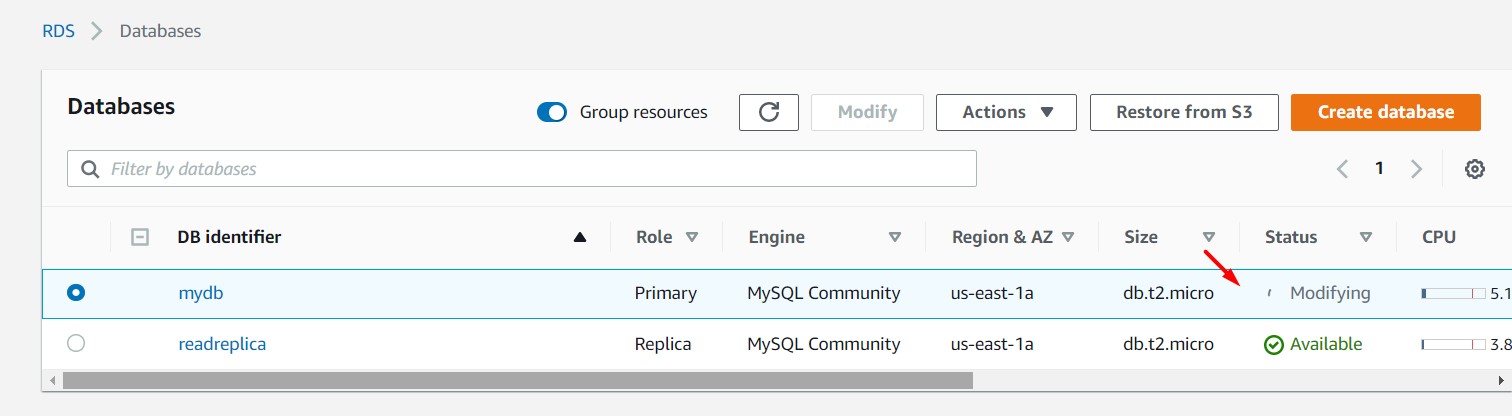 RDS > Databases
Databases Group resources Modify Actions Restore from S3 Create database
Filter by databases 1
DB identifier Role Engine Region & AZ Size Status CPU
mydb Primary MySQL Community us-east-1a db.t2.micro Modifying 5.1
readreplica Replica MySQL Community us-east-1a db.t2.micro Available 3.8